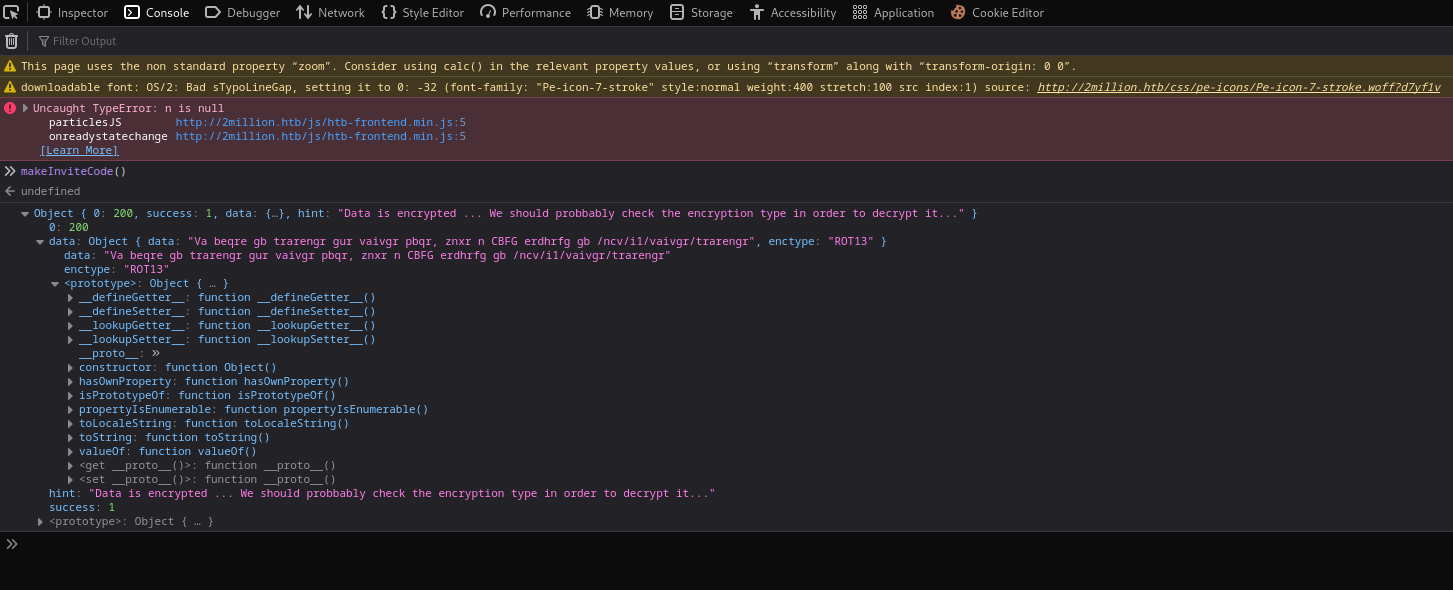 Inspector Console Debugger Network Style Editor Performance Memory Storage Accessibility Application Cookie Editor
Filter Output
This page uses the non standard property “zoom”. Consider using calc() in the relevant property values, or using “transform” along with “transform-origin: 0 0”.
downloadable font: OS/2: Bad sTypoLineGap, setting it to 0: -32 (font-family: "Pe-icon-7-stroke" style:normal weight:400 stretch:100 src index:1) source: http://2million.htb/css/pe-icons/Pe-icon-7-stroke.woff?d7yf1v
Uncaught TypeError: n is null
particlesJS http://2million.htb/js/htb-frontend.min.js:5
onreadystatechange http://2million.htb/js/htb-frontend.min.js:5
[Learn More]
makeInviteCode()
undefined
Object { 0: 200, success: 1, data: {…}, hint: "Data is encrypted ... We should probbably check the encryption type in order to decrypt it..." }
0: 200
data: Object { data: "Va beqre gb trarengr gur vaivgr pbqr, znxr n CBFG erdhrfg gb /ncv/i1/vaivgr/trarengr", enctype: "ROT13" }
data: "Va beqre gb trarengr gur vaivgr pbqr, znxr n CBFG erdhrfg gb /ncv/i1/vaivgr/trarengr"
enctype: "ROT13"
<prototype>: Object { … }
__defineGetter__: function __defineGetter__()
__defineSetter__: function __defineSetter__()
__lookupGetter__: function __lookupGetter__()
__lookupSetter__: function __lookupSetter__()
__proto__: »
constructor: function Object()
hasOwnProperty: function hasOwnProperty()
isPrototypeOf: function isPrototypeOf()
propertyIsEnumerable: function propertyIsEnumerable()
toLocaleString: function toLocaleString()
toString: function toString()
valueOf: function valueOf()
<get __proto__()>: function __proto__()
<set __proto__()>: function __proto__()
hint: "Data is encrypted ... We should probbably check the encryption type in order to decrypt it..."
success: 1
<prototype>: Object { … }